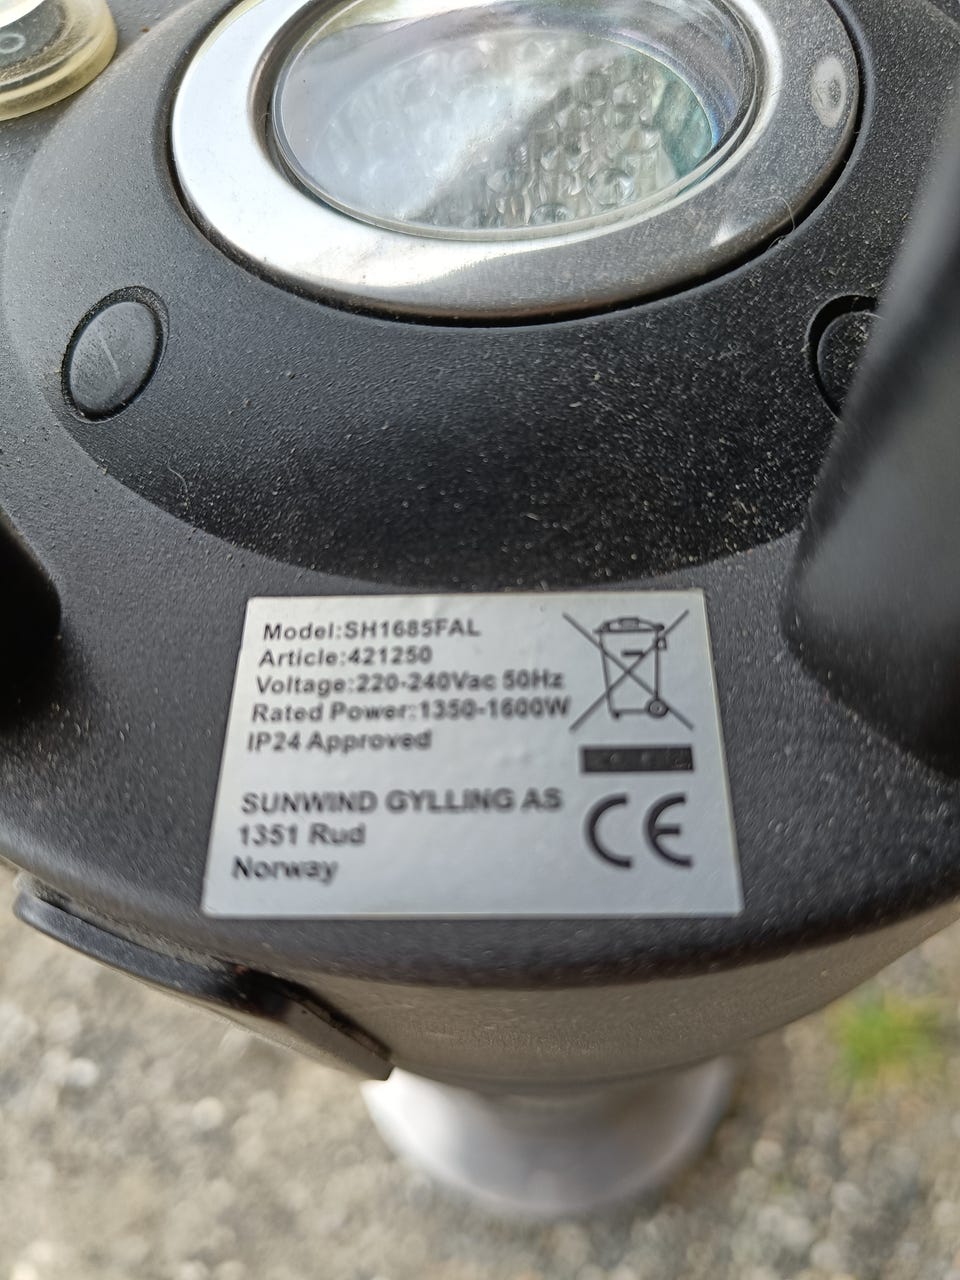 Model:SH1685FAL
Article:421250
Voltage:220-240Vac 50Hz
Rated Power:1350-1600W
IP24 Approved
SUNWIND GYLLING AS
1351 Rud
Norway
CE